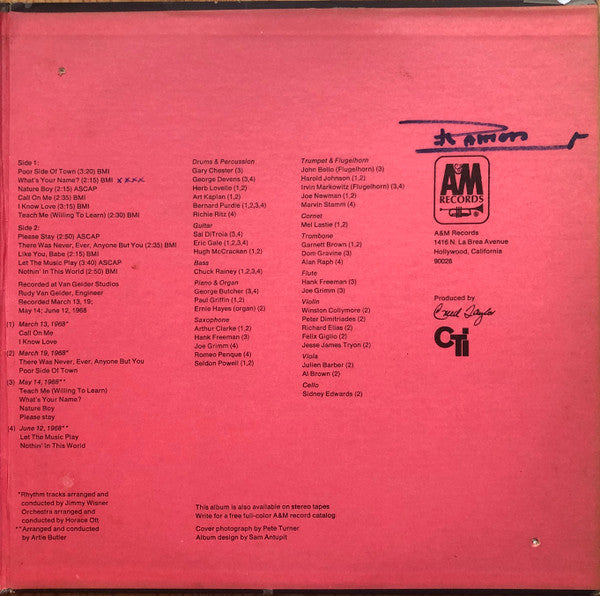 Side 1:
Poor Side Of Town (3:20) BMI
What's Your Name? (2:15) BMI xxxx
Nature Boy (2:15) ASCAP
Call On Me (2:35) BMI
I Know Love (3:15) BMI
Teach Me (Willing To Learn) (2:30) BMI
Side 2:
Please Stay (2:50) ASCAP
There Was Never, Ever, Anyone But You (2:35) BMI
Like You, Babe (2:15) BMI
Let The Music Play (3:40) ASCAP
Nothin' In This World (2:50) BMI
Recorded at Van Gelder Studios
Rudy Van Gelder, Engineer
Recorded March 13, 19;
May 14; June 12, 1968
(1) March 13, 1968*
Call On Me
I Know Love
(2) March 19, 1968*
There Was Never, Ever, Anyone But You
Poor Side Of Town
(3) May 14, 1968**
Teach Me (Willing To Learn)
What's Your Name?
Nature Boy
Please stay
(4) June 12, 1968**
Let The Music Play
Nothin' In This World
*Rhythm tracks arranged and
conducted by Jimmy Wisner
Orchestra arranged and
conducted by Horace Ott
**Arranged and conducted
by Artie Butler
Drums & Percussion
Gary Chester (3)
George Devens (3,4)
Herb Lovelle (1,2)
Art Kaplan (1,2)
Bernard Purdie (1,2,3,4)
Richie Ritz (4)
Guitar
Sal DiTroia (3,4)
Eric Gale (1,2,3,4)
Hugh McCracken (1,2)
Bass
Chuck Rainey (1,2,3,4)
Piano & Organ
George Butcher (3,4)
Paul Griffin (1,2)
Ernie Hayes (organ) (2)
Saxophone
Arthur Clarke (1,2)
Hank Freeman (3)
Joe Grimm (4)
Romeo Penque (4)
Seldon Powell (1,2)
This album is also available on stereo tapes
Write for a free full-color A&M record catalog
Cover photograph by Pete Turner
Album design by Sam Antupit
Trumpet & Flugelhorn
John Bello (Flugelhorn) (3)
Harold Johnson (1,2)
Irvin Markowitz (Flugelhorn) (3,4)
Joe Newman (1,2)
Marvin Stamm (4)
Cornet
Mel Lastie (1,2)
Trombone
Garnett Brown (1,2)
Dom Gravine (3)
Alan Raph (4)
Flute
Hank Freeman (3)
Joe Grimm (3)
Violin
Winston Collymore (2)
Peter Dimitriades (2)
Richard Elias (2)
Felix Giglio (2)
Jesse James Tryon (2)
Viola
Julien Barber (2)
Al Brown (2)
Cello
Sidney Edwards (2)
A&M
RECORDS
A&M Records
1416 N. La Brea Avenue
Hollywood, California
90028
Produced by
Creed Taylor
CTi